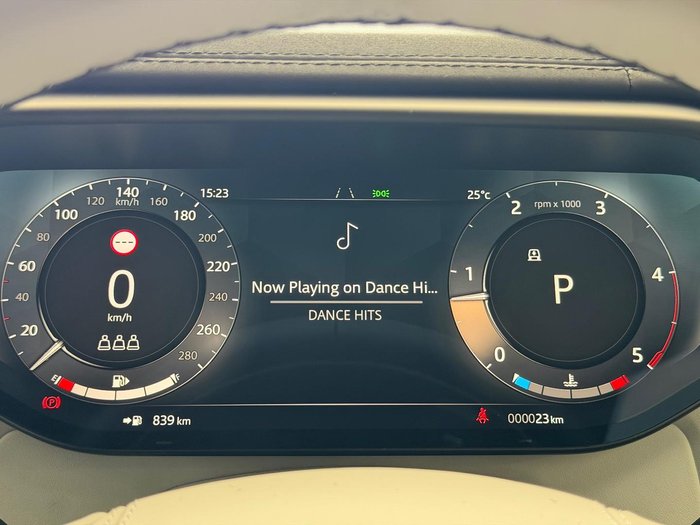 15:23
25°c
120 140 160
km/h
100 180
80 200
60 220
40 240
20 260
280
---
0
km/h
E F
P
839 km
Now Playing on Dance Hi...
DANCE HITS
2 rpm x 1000 3
1 4
0 5
P
000023 km